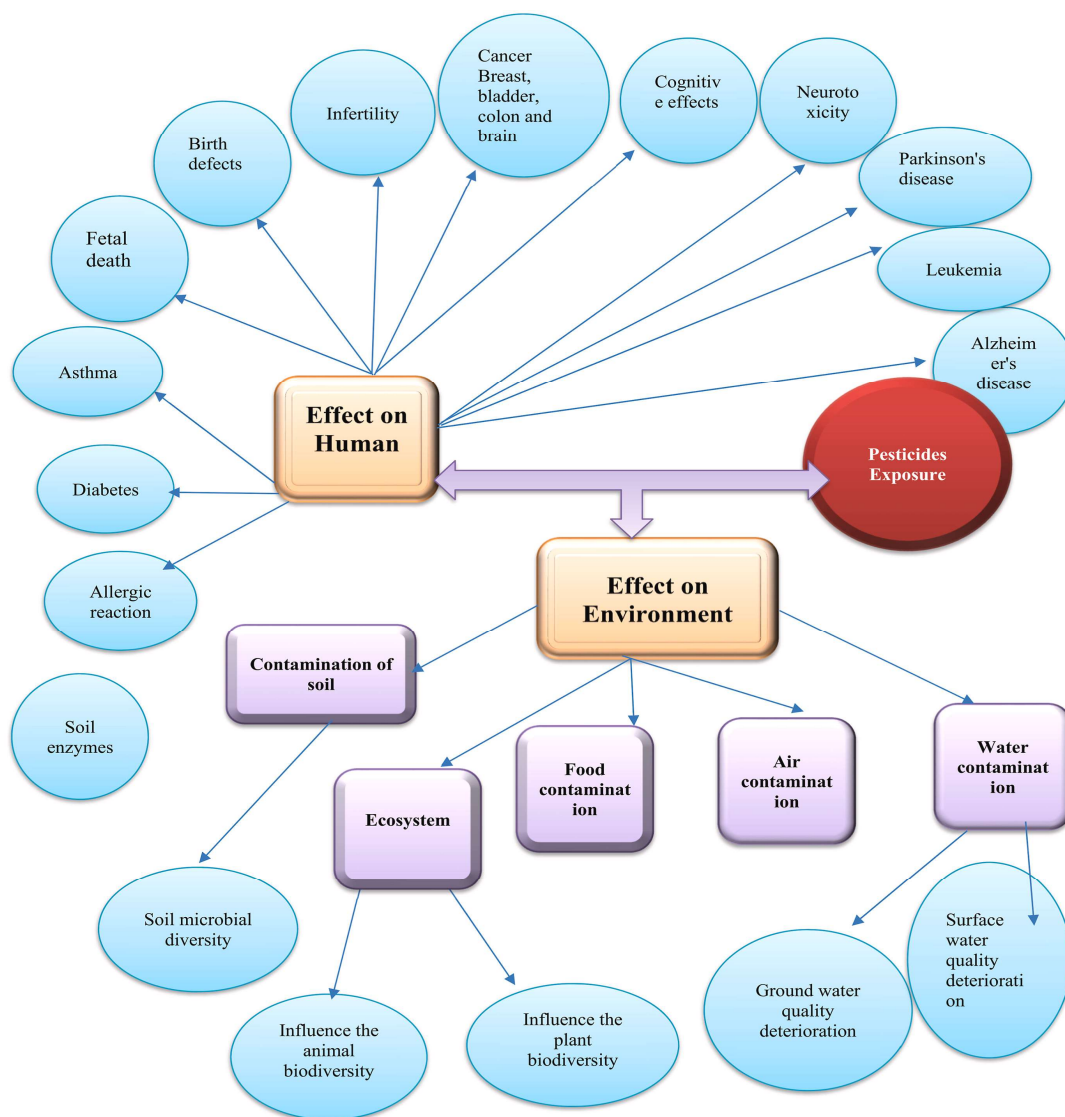 Cancer
Breast,
bladder,
colon and
brain
Cognitiv
e effects
Neuroto
xicity
Infertility
Birth
defects
Parkinson's
disease
Fetal
death
Leukemia
Asthma
Alzheim
er's
disease
Effect on
Human
Pesticides
Exposure
Diabetes
Allergic
reaction
Effect on
Environment
Contamination of
soil
Soil
enzymes
Food
contaminat
ion
Air
contaminat
ion
Water
contaminat
ion
Ecosystem
Soil microbial
diversity
Surface
water
quality
deteriorati
on
Ground water
quality
deterioration
Influence the
animal
biodiversity
Influence the
plant
biodiversity